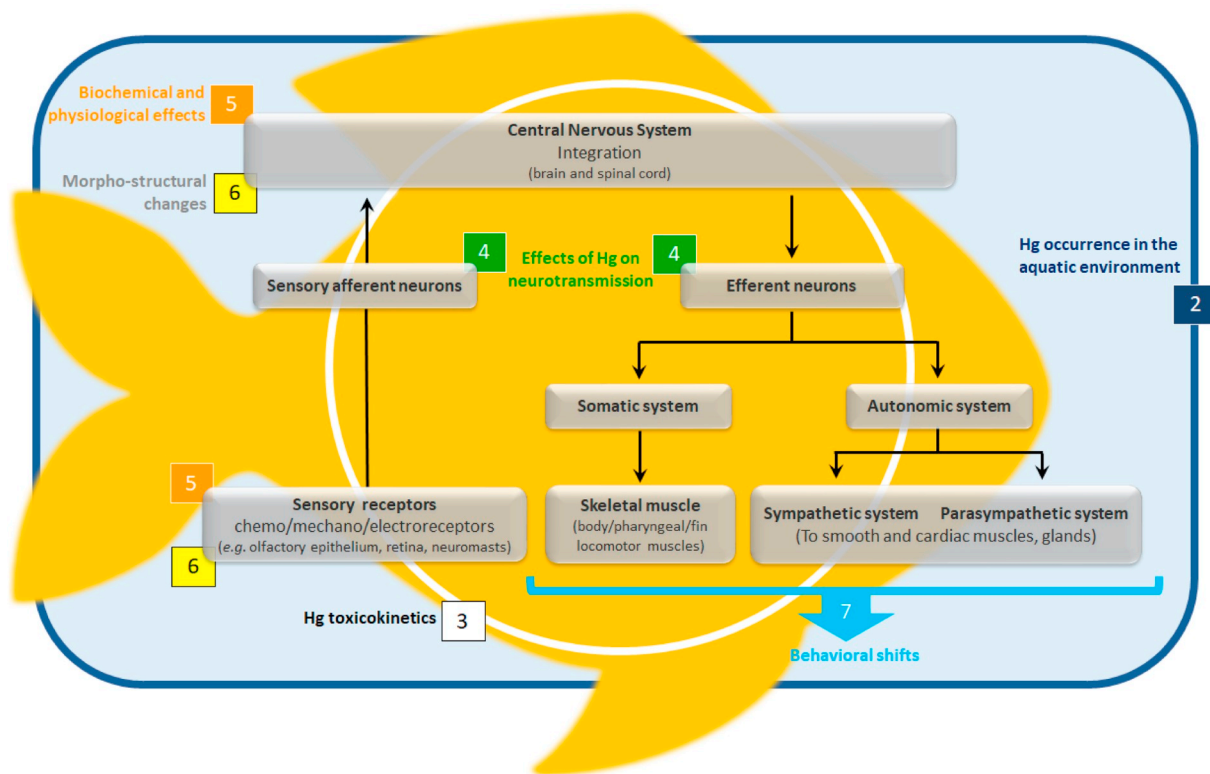 Biochemical and
physiological effects
5
Central Nervous System
Integration
(brain and spinal cord)
Morpho-structural
changes
6
4
Effects of Hg on
neurotransmission
4
Hg occurrence in the
aquatic environment
2
Sensory afferent neurons
Efferent neurons
Somatic system
Autonomic system
5
Sensory receptors
chemo/mechano/electroreceptors
(e.g. olfactory epithelium, retina, neuromasts)
6
Skeletal muscle
(body/pharyngeal/fin
locomotor muscles)
Sympathetic system Parasympathetic system
(To smooth and cardiac muscles, glands)
Hg toxicokinetics
3
7
Behavioral shifts